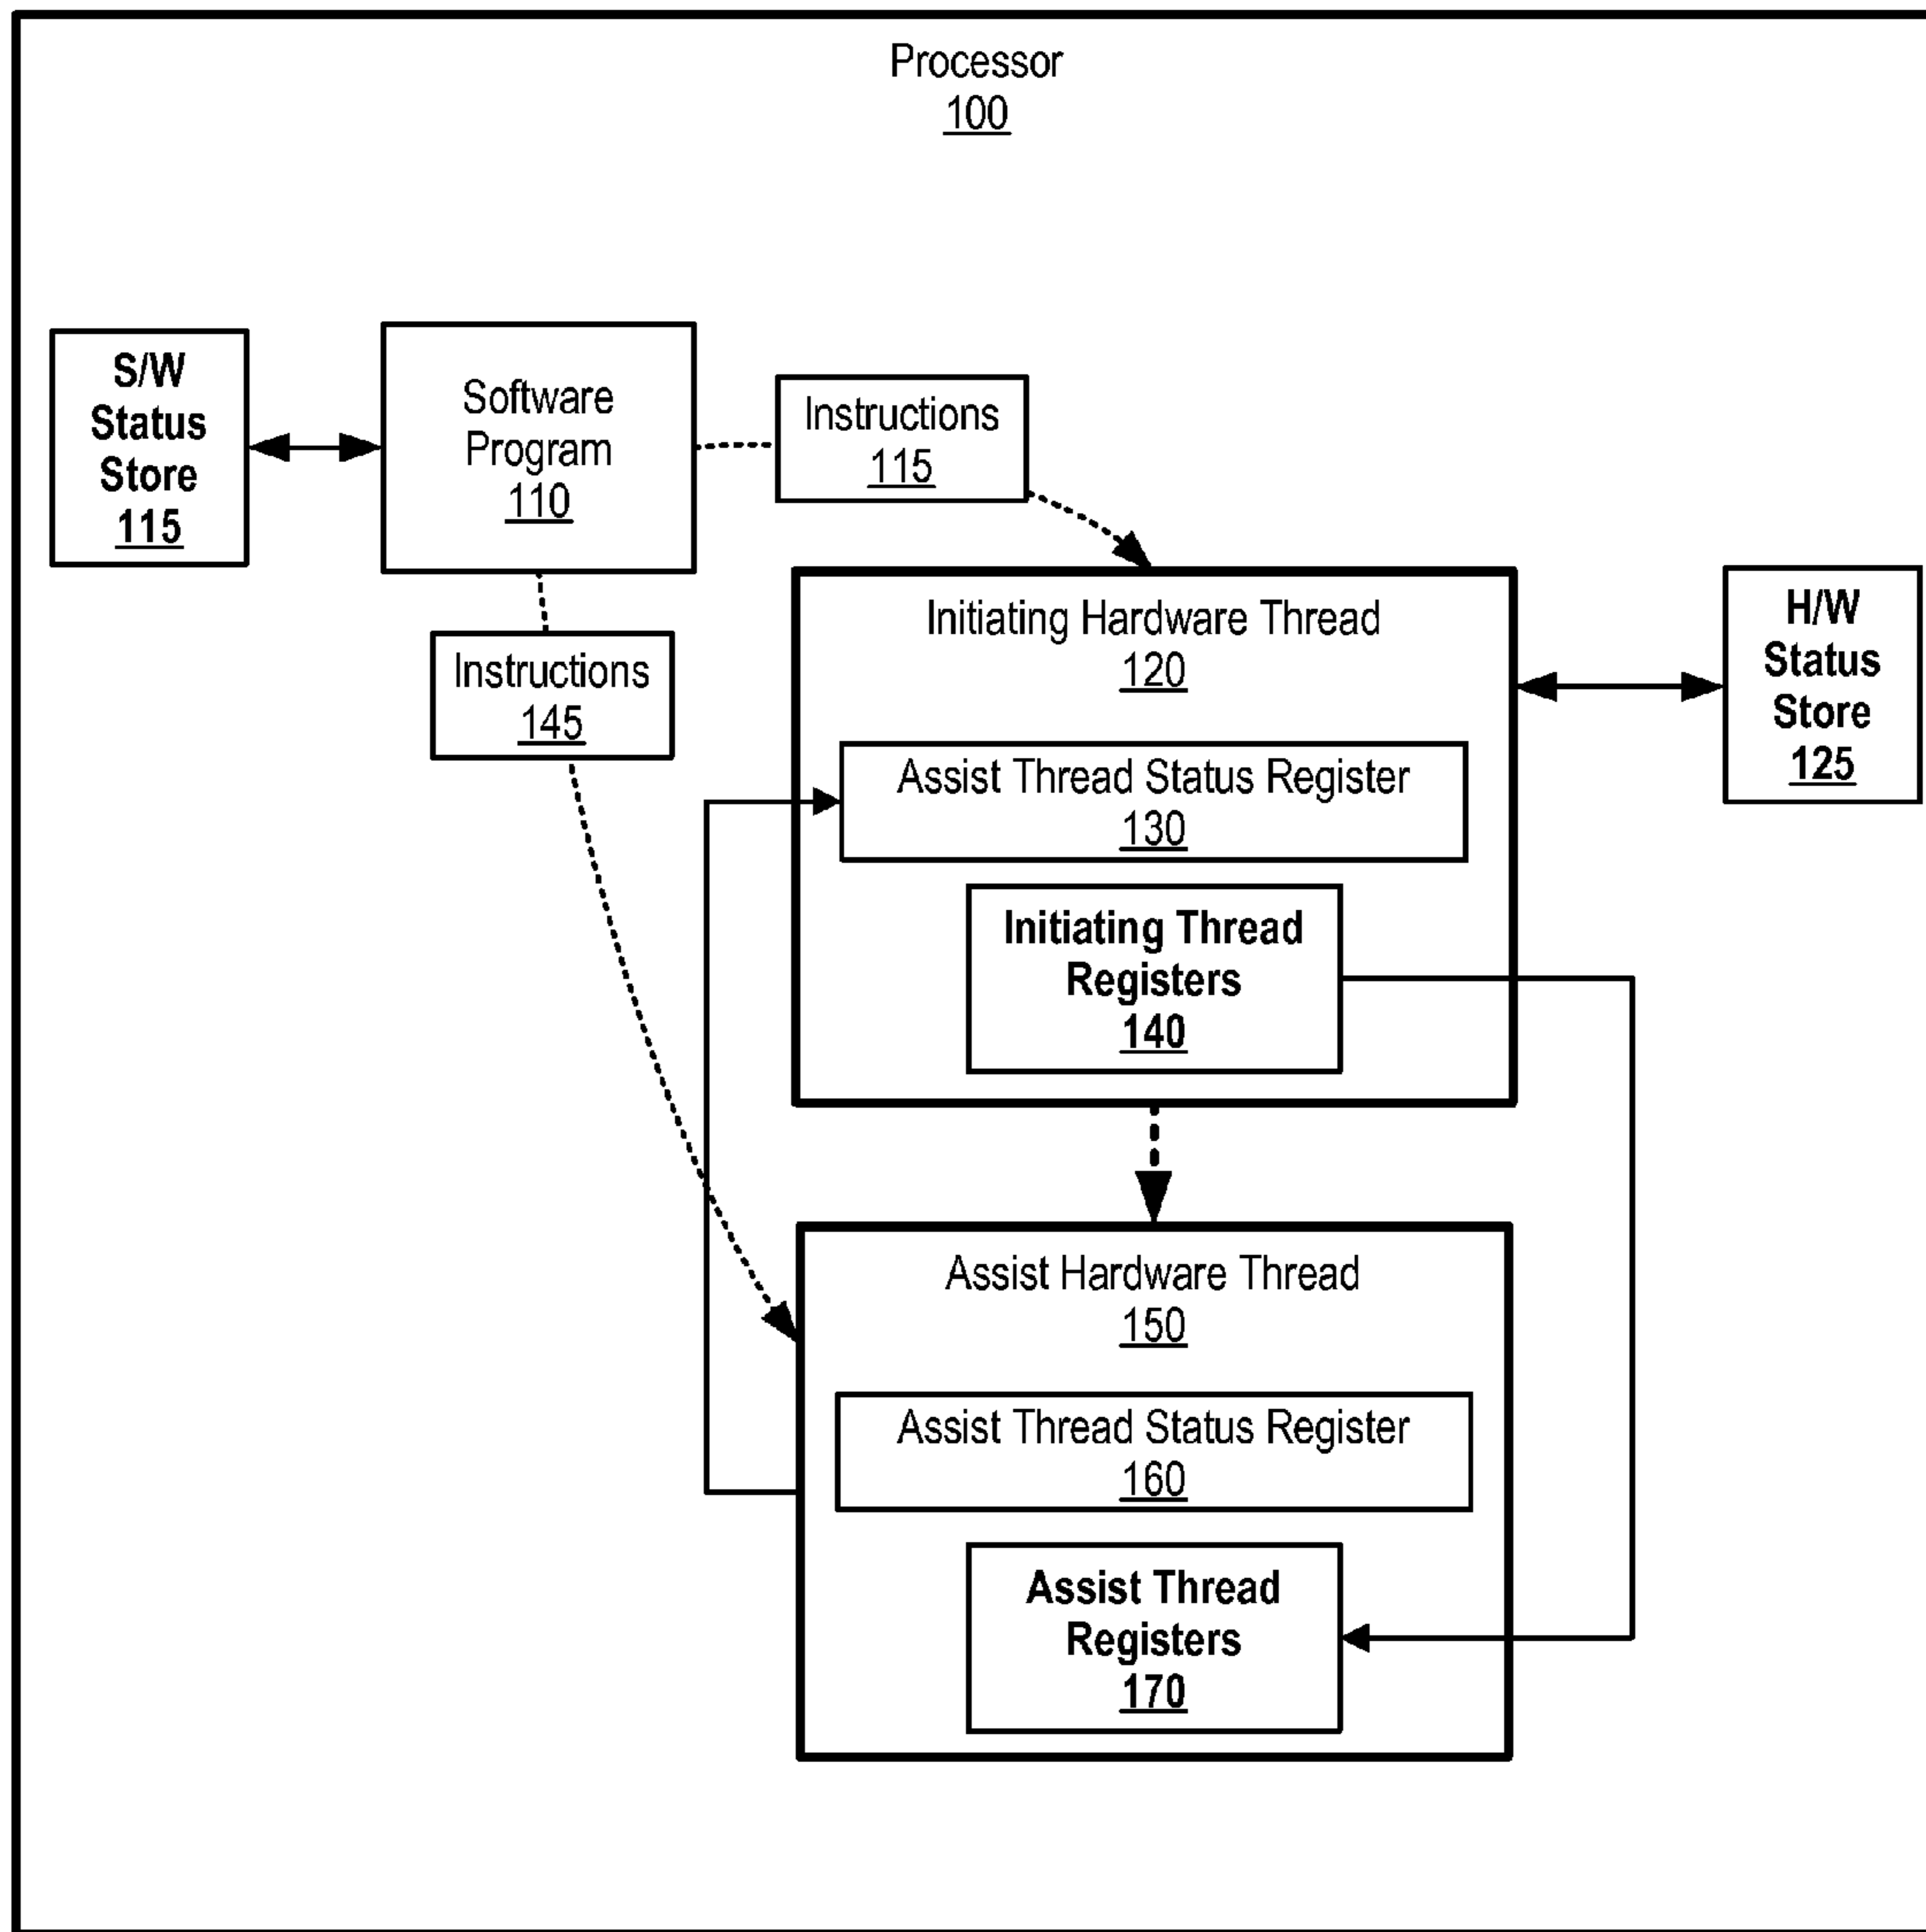 Processor
100
S/W
Status
Store
115
Software
Program
110
Instructions
115
Instructions
145
Initiating Hardware Thread
120
H/W
Status
Store
125
Assist Thread Status Register
130
Initiating Thread
Registers
140
Assist Hardware Thread
150
Assist Thread Status Register
160
Assist Thread
Registers
170